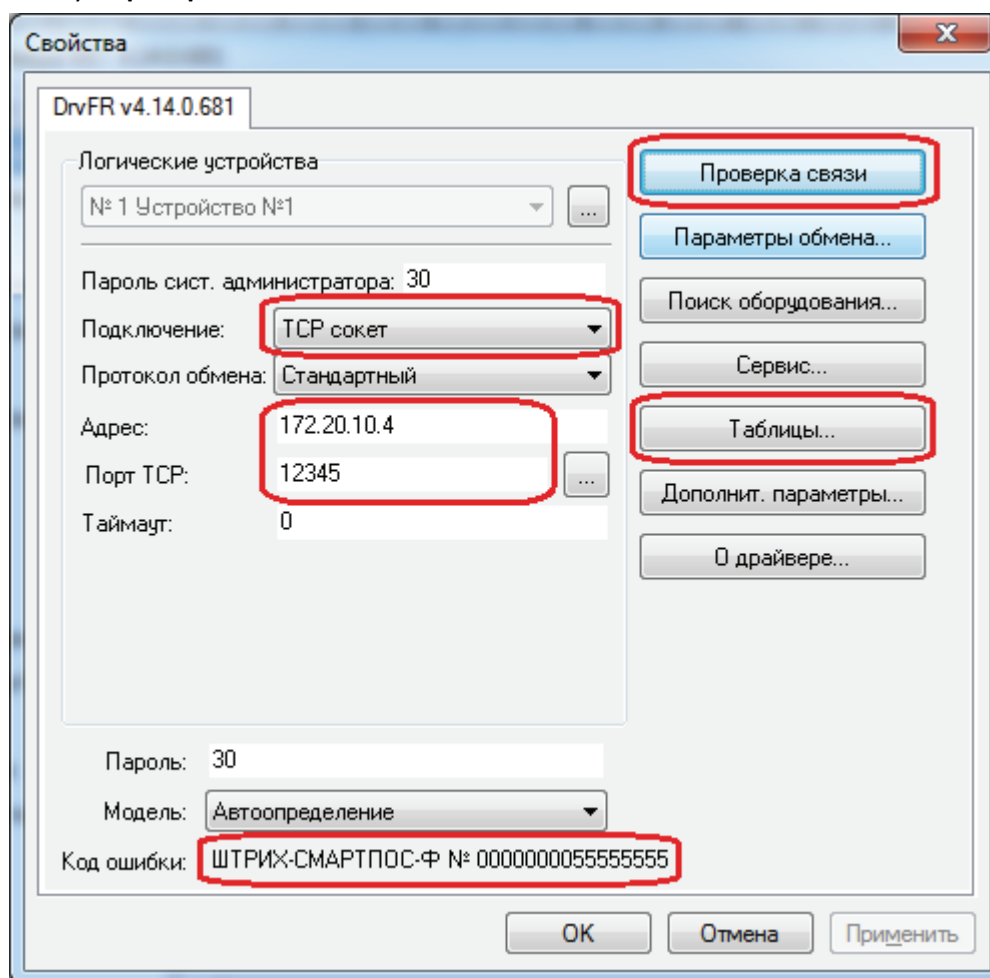 Свойства
DrvFR v4.14.0.681
Логические устройства
№ 1 Устройство №1
...
Пароль сист. администратора: 30
Подключение: TCP сокет
Протокол обмена: Стандартный
Адрес: 172.20.10.4
Порт TCP: 12345
...
Таймаут: 0
Проверка связи
Параметры обмена...
Поиск оборудования...
Сервис...
Таблицы...
Дополнит. параметры...
О драйвере...
Пароль: 30
Модель: Автоопределение
Код ошибки: ШТРИХ-СМАРТПОС-Ф № 0000000055555555
OK
Отмена
Применить